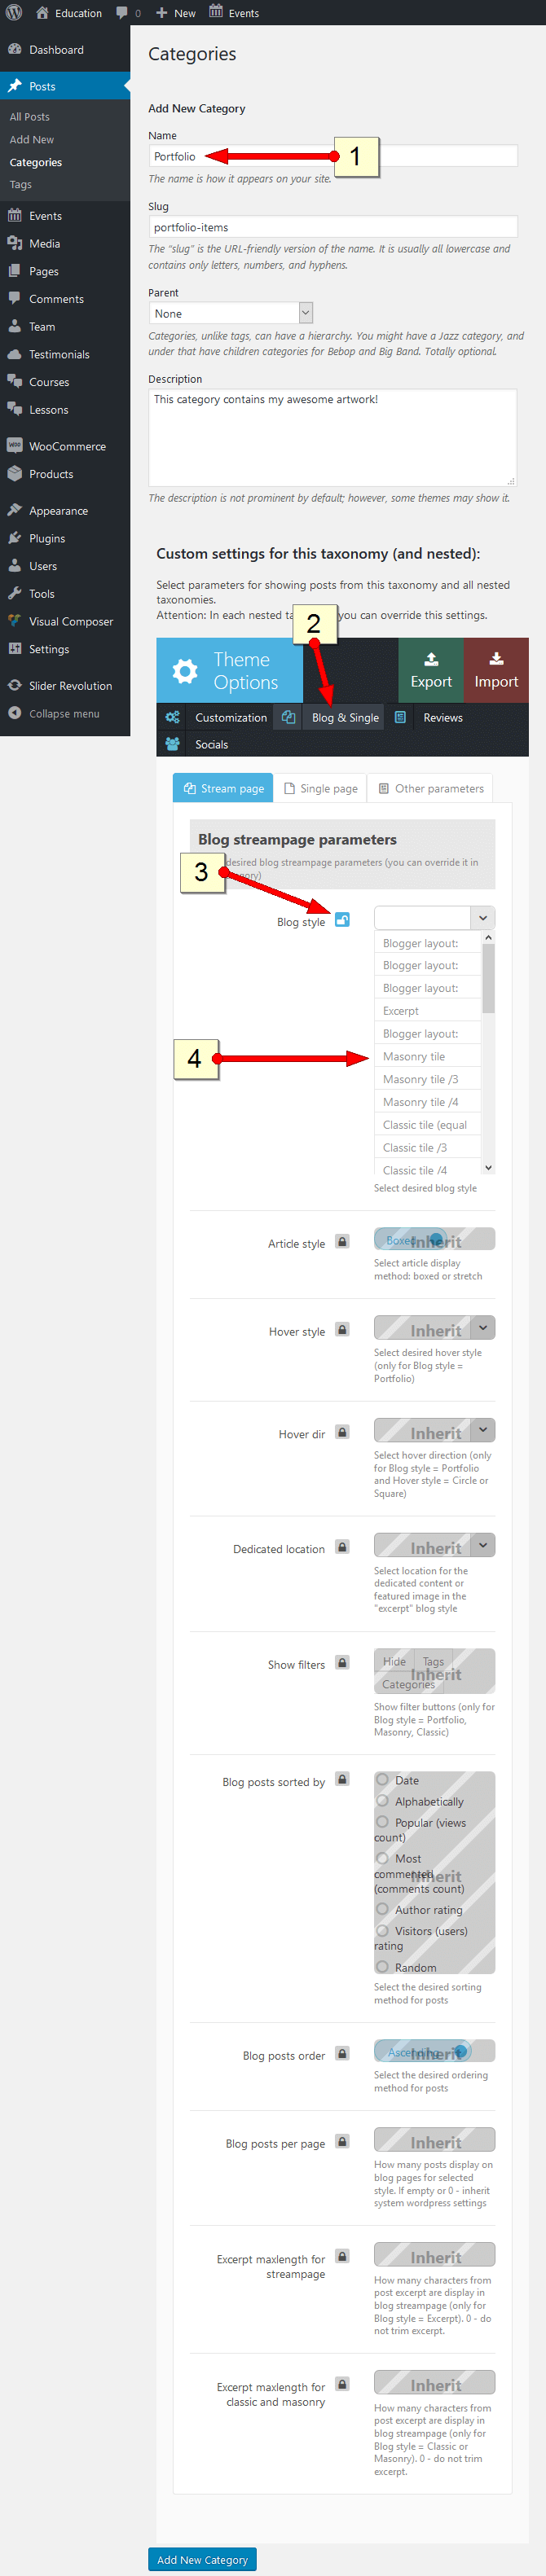 Education 0 New Events
Dashboard
Posts
All Posts
Add New
Categories
Tags
Events
Media
Pages
Comments
Team
Testimonials
Courses
Lessons
WooCommerce
Products
Appearance
Plugins
Users
Tools
Visual Composer
Settings
Slider Revolution
Collapse menu
Categories
Add New Category
Name
Portfolio
1
The name is how it appears on your site.
Slug
portfolio-items
The "slug" is the URL-friendly version of the name. It is usually all lowercase and
contains only letters, numbers, and hyphens.
Parent
None
Categories, unlike tags, can have a hierarchy. You might have a Jazz category, and
under that have children categories for Bebop and Big Band. Totally optional.
Description
This category contains my awesome artwork!
The description is not prominent by default; however, some themes may show it.
Custom settings for this taxonomy (and nested):
Select parameters for showing posts from this taxonomy and all nested
taxonomies.
Attention: In each nested you can override this settings.
2
Theme
Options
Export
Import
Customization
Blog & Single
Reviews
Socials
Stream page
Single page
Other parameters
Blog streampage parameters
desired blog streampage parameters (you can override it in
3
Blog style
Blogger layout:
Blogger layout:
Blogger layout:
Excerpt
Blogger layout:
4
Masonry tile
Masonry tile /3
Masonry tile /4
Classic tile (equal
Classic tile /3
Classic tile /4
Select desired blog style
Article style
Boxed
Inherit
Select article display
method: boxed or stretch
Hover style
Inherit
Select desired hover style
(only for Blog style =
Portfolio)
Hover dir
Inherit
Select hover direction (only
for Blog style = Portfolio
and Hover style = Circle or
Square)
Dedicated location
Inherit
Select location for the
dedicated content or
featured image in the
"excerpt" blog style
Show filters
Hide Tags
Inherit
Categories
Show filter buttons (only for
Blog style = Portfolio,
Masonry, Classic)
Blog posts sorted by
Date
Alphabetically
Popular (views
count)
Most
commented
Inherit
(comments count)
Author rating
Visitors (users)
rating
Random
Select the desired sorting
method for posts
Blog posts order
Ascending
Inherit
Select the desired ordering
method for posts
Blog posts per page
Inherit
How many posts display on
blog pages for selected
style. If empty or 0 - inherit
system wordpress settings
Excerpt maxlength for
streampage
Inherit
How many characters from
post excerpt are display in
blog streampage (only for
Blog style = Excerpt). 0 - do
not trim excerpt.
Excerpt maxlength for
classic and masonry
Inherit
How many characters from
post excerpt are display in
blog streampage (only for
Blog style = Classic or
Masonry). 0 - do not trim
excerpt.
Add New Category